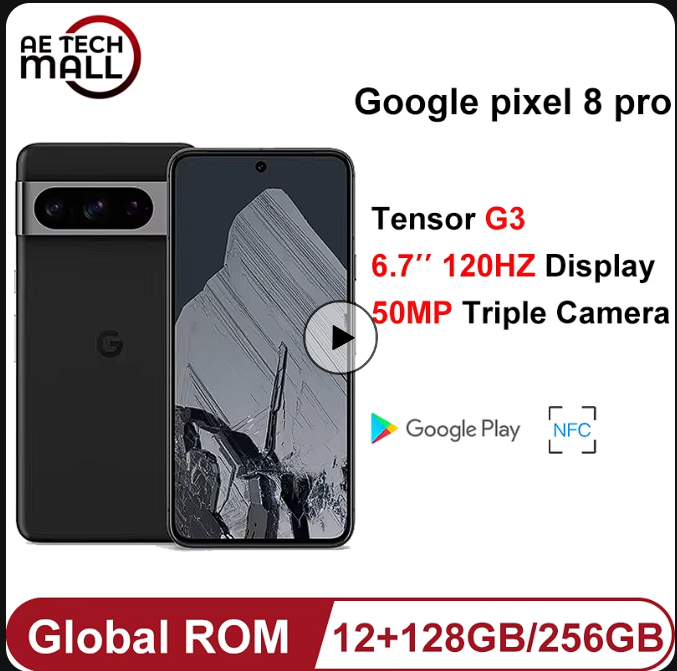 AE TECH
MALL
Google pixel 8 pro
Tensor G3
6.7′′ 120HZ Display
50MP Triple Camera
G
Google Play
NFC
Global ROM
12+128GB/256GB